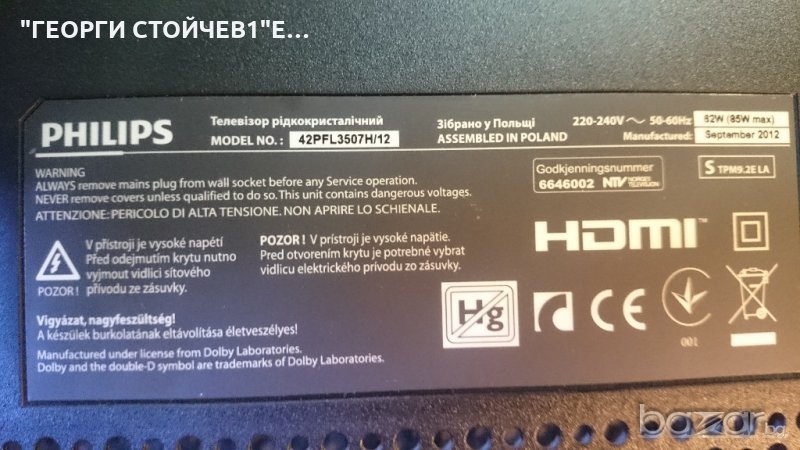 "ГЕОРГИ СТОЙЧЕВ1"Е...
PHILIPS
Телевізор рідкокристалічний
MODEL NO. : 42PFL3507H/12
Зібрано у Польщі
ASSEMBLED IN POLAND
220-240V ~ 50-60Hz 82W (85W max)
Manufactured: September 2012
WARNING
ALWAYS remove mains plug from wall socket before any Service operation.
NEVER remove covers unless qualified to do so. This unit contains dangerous voltages.
ATTENZIONE: PERICOLO DI ALTA TENSIONE. NON APRIRE LO SCHIENALE.
Godkjenningsnummer
6646002 NTV NORGES TELEVISJON
S TPM9.2E LA
HDMI
POZOR !
V přístroji je vysoké napětí
Před odejmutím krytu nutno
vyjmout vidlici síťového
přívodu ze zásuvky.
POZOR ! V prístroji je vysoké napätie.
Pred otvorením krytu je potrebné vybrat
vidlicu elektrického prívodu zo zásuvky.
Hg
CE
001
Vigyázat, nagyfeszültség!
A készülek burkolatának eltávolítása életveszélyes!
Manufactured under license from Dolby Laboratories.
Dolby and the double-D symbol are trademarks of Dolby Laboratories.
bazar.bg